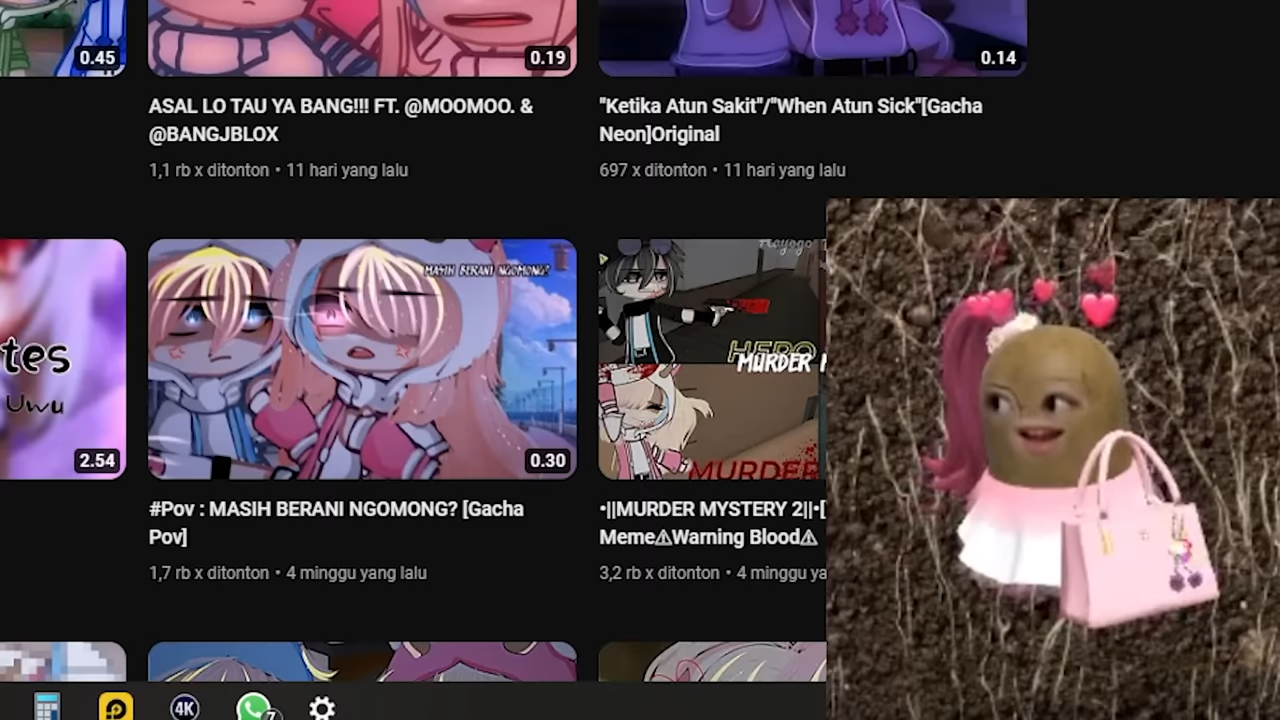 0.45
0.19
0.14
ASAL LO TAU YA BANG!!! FT. @MOOMOO. &
@BANGJBLOX
1,1 rb x ditonton • 11 hari yang lalu
"Ketika Atun Sakit"/"When Atun Sick"[Gacha
Neon]Original
697 x ditonton • 11 hari yang lalu
tes
Uwu
2.54
MASIH BERANI NGOMONG?
0.30
HERO
MURDER
MURDER
#Pov : MASIH BERANI NGOMONG? [Gacha
Pov]
1,7 rb x ditonton • 4 minggu yang lalu
•||MURDER MYSTERY 2||•[
Meme⚠Warning Blood⚠
3,2 rb x ditonton • 4 minggu ya
4K
7